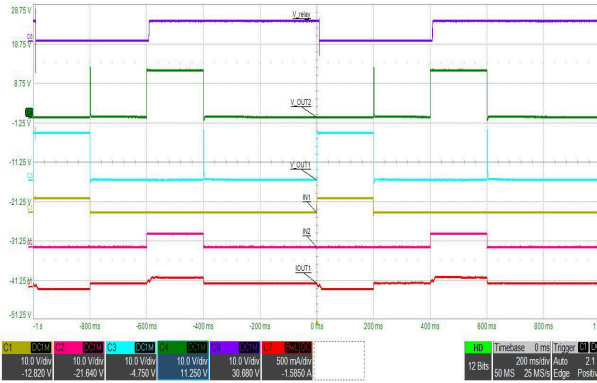 28.75 V
V_relay
18.75 V
8.75 V
V_OUT2
-1.25 V
-11.25 V
V_OUT1
IN1
-21.25 V
IN2
-31.25 V
IOUT1
-41.25 V
-51.25 V
-1 s
-800 ms
-600 ms
-400 ms
-200 ms
0 ms
200 ms
400 ms
600 ms
800 ms
C1 DC1M
10.0 V/div
-12.820 V
C2 DC1M
10.0 V/div
-21.640 V
C3 DC1M
10.0 V/div
-4.750 V
C4 DC1M
10.0 V/div
11.250 V
10.0 V/div
30.680 V
500 mA/div
-1.5850 A
HD
12 Bits
Timebase 0 ms
200 ms/div
50 MS 25 MS/s
Trigger C1
Auto 2.1
Edge Positiv